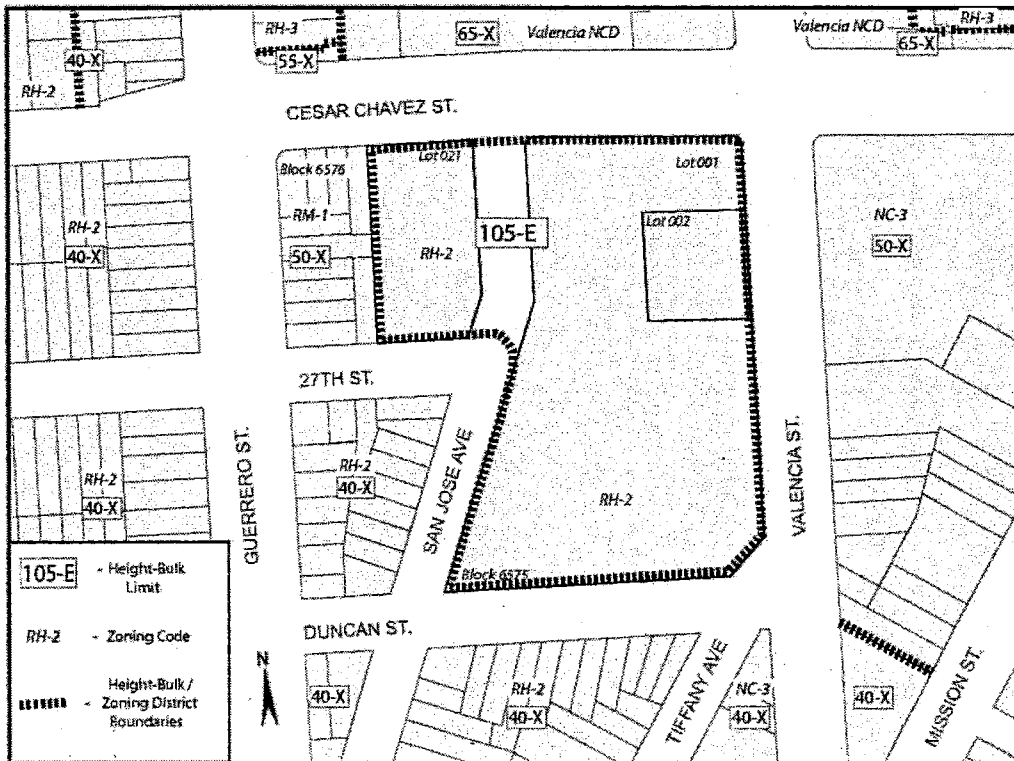 RH-3
65-X
Valencia NCD
Valencia NCD
RH-3
65-X
40-X
55-X
RH-2
CESAR CHAVEZ ST.
Block 6576
Lot 021
Lot 001
RM-1
50-X
RH-2
105-E
Lot 002
NC-3
50-X
RH-2
40-X
27TH ST.
GUERRERO ST.
SAN JOSE AVE
VALENCIA ST.
RH-2
40-X
RH-2
40-X
RH-2
Block 6575
105-E - Height-Bulk
Limit
RH-2 - Zoning Code
Height-Bulk /
- Zoning District
Boundaries
N
DUNCAN ST.
40-X
RH-2
40-X
TIFFANY AVE
NC-3
40-X
40-X
MISSION ST.